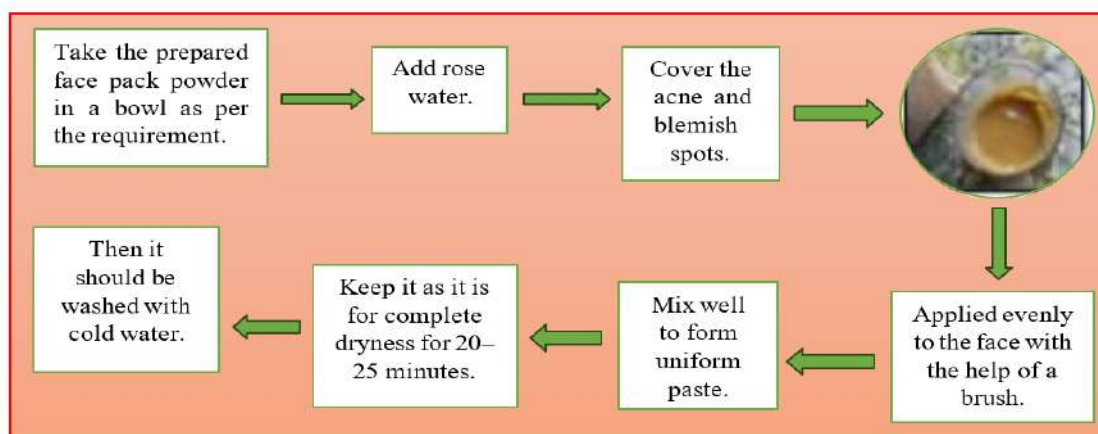 Take the prepared
face pack powder
in a bowl as per
the requirement.
Add rose
water.
Cover the
acne and
blemish
spots.
Applied evenly
to the face with
the help of a
brush.
Mix well
to form
uniform
paste.
Keep it as it is
for complete
dryness for 20–
25 minutes.
Then it
should be
washed with
cold water.